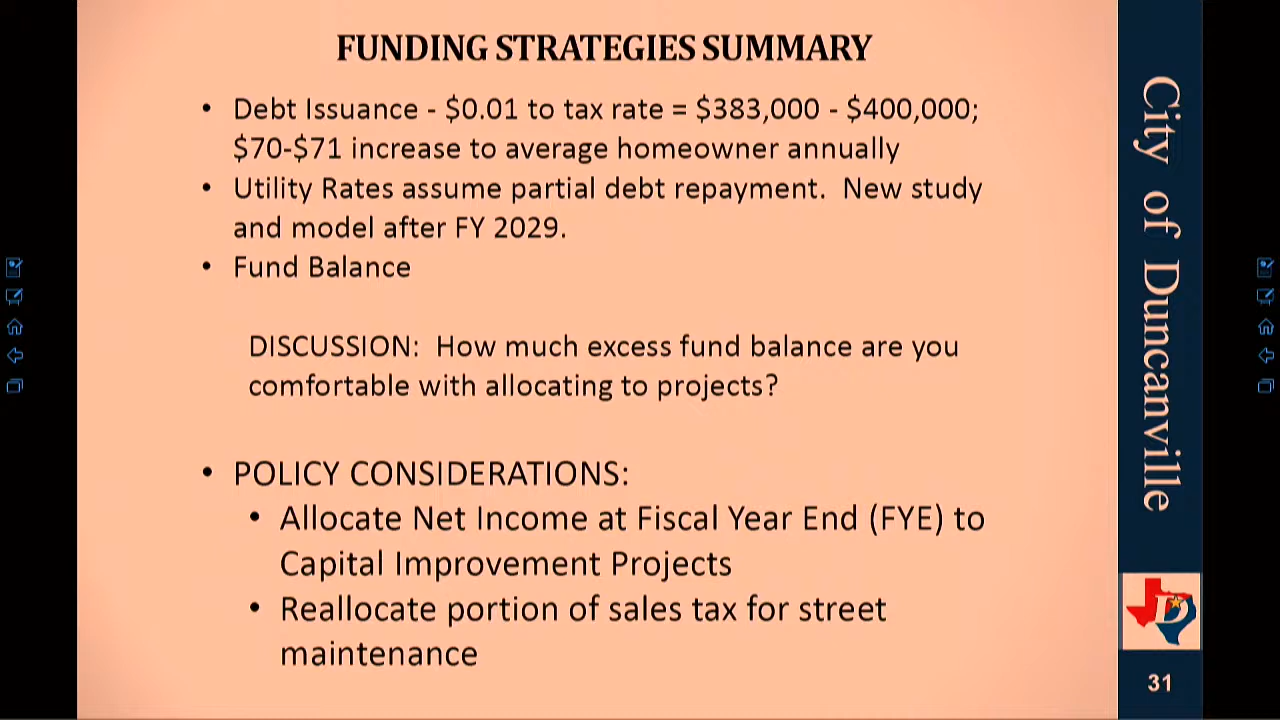 FUNDING STRATEGIES SUMMARY
• Debt Issuance - $0.01 to tax rate = $383,000 - $400,000;
$70-$71 increase to average homeowner annually
• Utility Rates assume partial debt repayment.  New study
and model after FY 2029.
• Fund Balance
DISCUSSION:  How much excess fund balance are you
comfortable with allocating to projects?
• POLICY CONSIDERATIONS:
• Allocate Net Income at Fiscal Year End (FYE) to
Capital Improvement Projects
• Reallocate portion of sales tax for street
maintenance
City of Duncanville
D
31